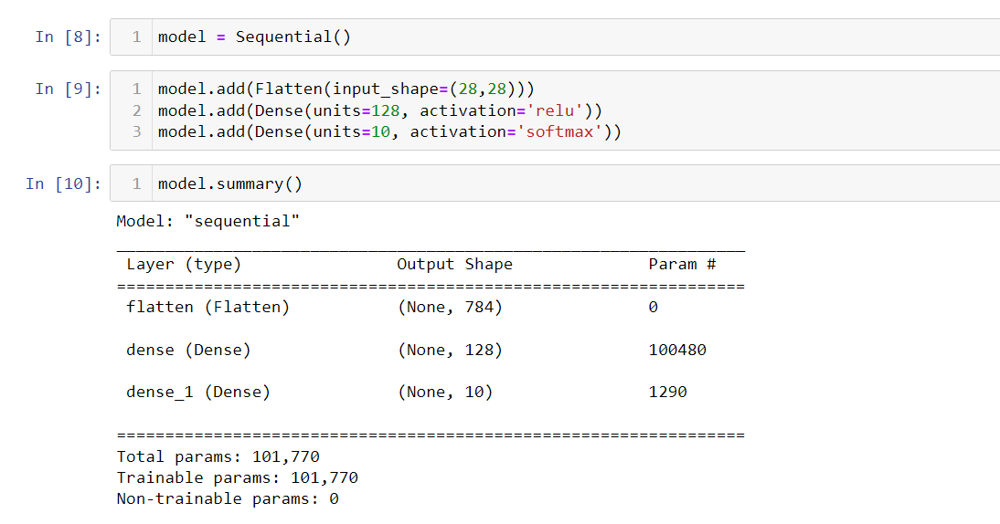 In [8]: 1 model = Sequential()
In [9]: 1 model.add(Flatten(input_shape=(28,28)))
2 model.add(Dense(units=128, activation='relu'))
3 model.add(Dense(units=10, activation='softmax'))
In [10]: 1 model.summary()
Model: "sequential"
_________________________________________________________________
Layer (type) Output Shape Param #
=================================================================
flatten (Flatten) (None, 784) 0
dense (Dense) (None, 128) 100480
dense_1 (Dense) (None, 10) 1290
=================================================================
Total params: 101,770
Trainable params: 101,770
Non-trainable params: 0